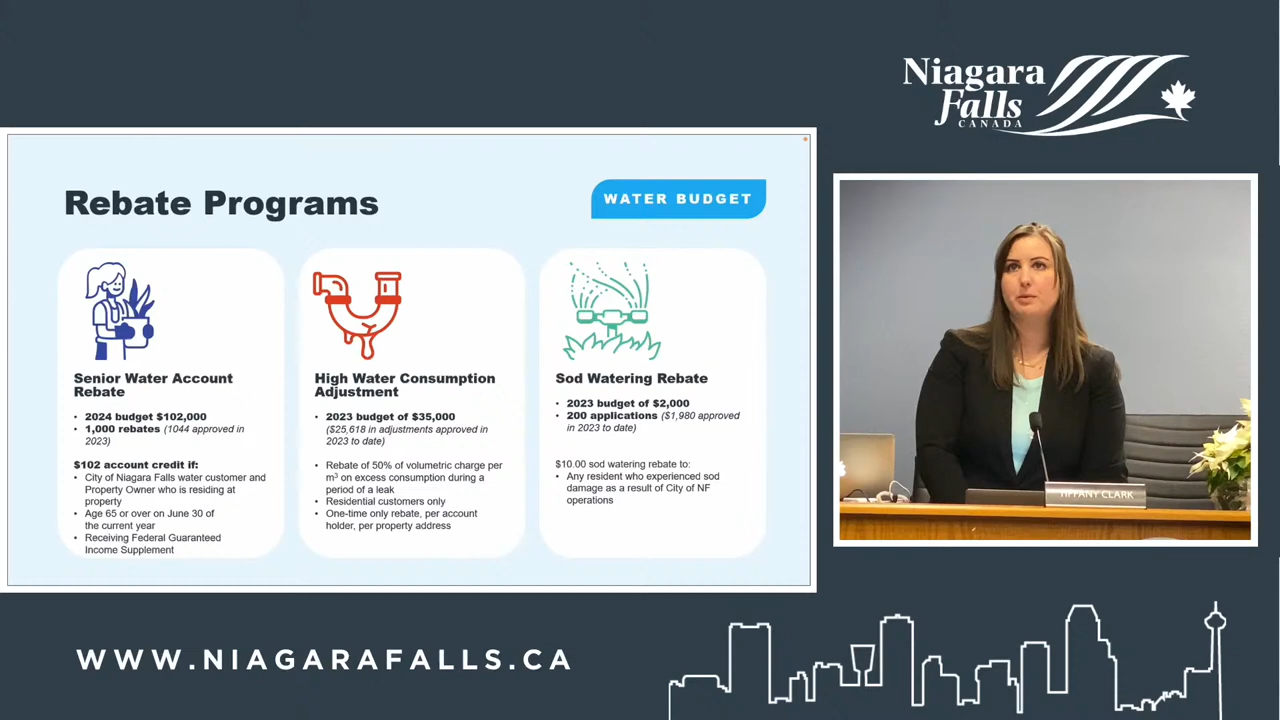 Niagara
Falls
CANADA
Rebate Programs
WATER BUDGET
Senior Water Account
Rebate
• 2024 budget $102,000
• 1,000 rebates (1044 approved in
2023)
$102 account credit if:
• City of Niagara Falls water customer and
Property Owner who is residing at
property
• Age 65 or over on June 30 of
the current year
• Receiving Federal Guaranteed
Income Supplement
High Water Consumption
Adjustment
• 2023 budget of $35,000
($25,618 in adjustments approved in
2023 to date)
• Rebate of 50% of volumetric charge per
m³ on excess consumption during a
period of a leak
• Residential customers only
• One-time only rebate, per account
holder, per property address
Sod Watering Rebate
• 2023 budget of $2,000
• 200 applications ($1,980 approved
in 2023 to date)
$10.00 sod watering rebate to:
• Any resident who experienced sod
damage as a result of City of NF
operations
TIFFANY CLARK
WWW.NIAGARAFALLS.CA